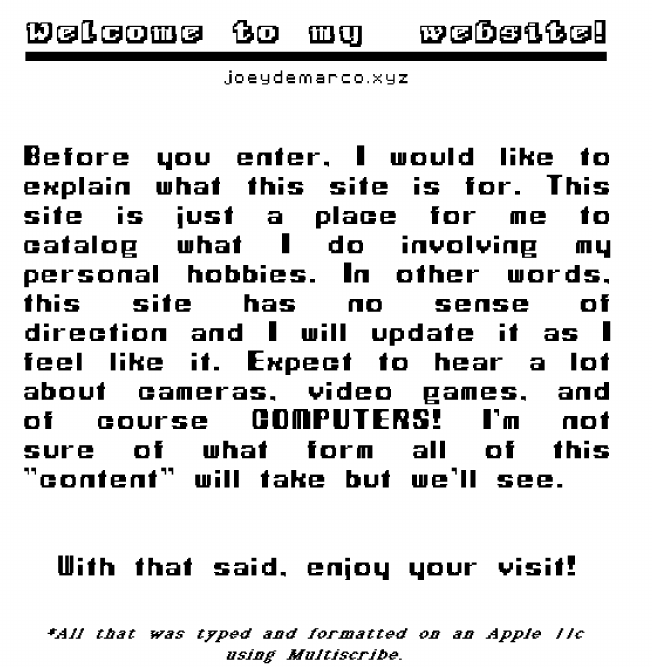 Welcome to my website!
joeydemarco.xyz
Before you enter, I would like to
explain what this site is for. This
site is just a place for me to
catalog what I do involving my
personal hobbies. In other words,
this site has no sense of
direction and I will update it as I
feel like it. Expect to hear a lot
about cameras, video games, and
of course COMPUTERS! I'm not
sure of what form all of this
"content" will take but we'll see.
With that said, enjoy your visit!
*All that was typed and formatted on an Apple IIc
using Multiscribe.